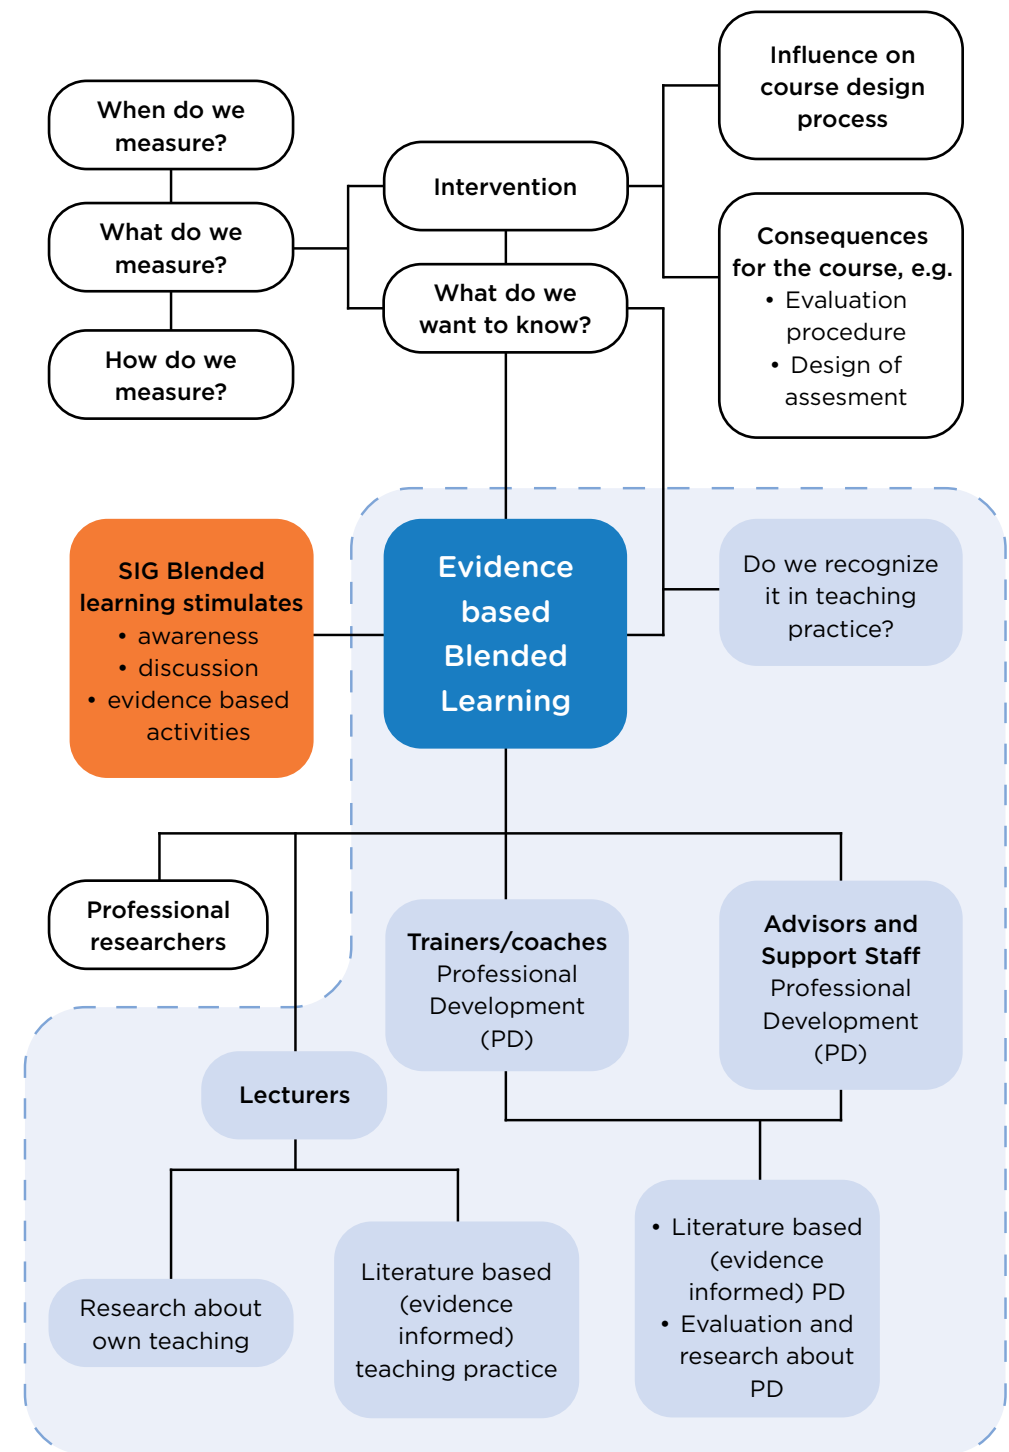 When do we
measure?
What do we
measure?
How do we
measure?
Intervention
What do we
want to know?
Influence on
course design
process
Consequences
for the course, e.g.
• Evaluation
procedure
• Design of
assesment
SIG Blended
learning stimulates
• awareness
• discussion
• evidence based
activities
Evidence
based
Blended
Learning
Do we recognize
it in teaching
practice?
Professional
researchers
Lecturers
Trainers/coaches
Professional
Development
(PD)
Advisors and
Support Staff
Professional
Development
(PD)
Research about
own teaching
Literature based
(evidence
informed)
teaching practice
• Literature based
(evidence
informed) PD
• Evaluation and
research about
PD